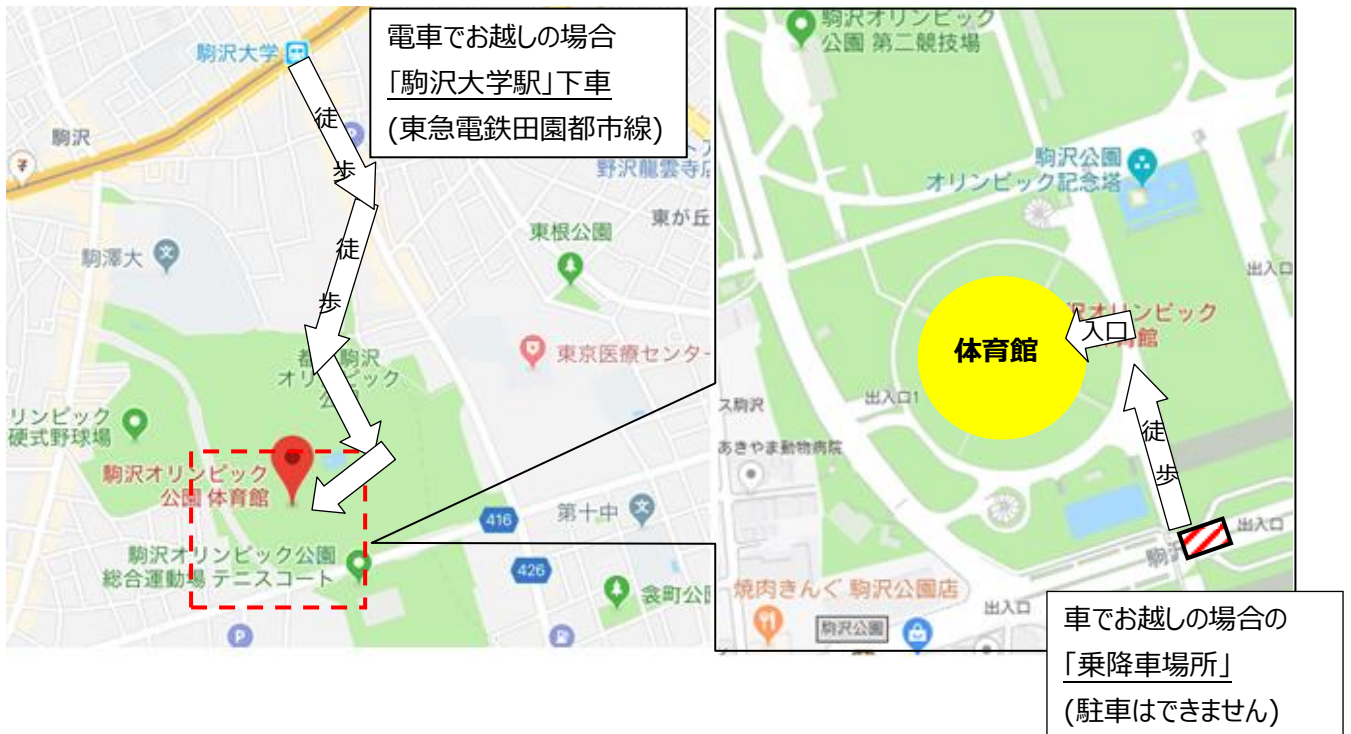 電車でお越しの場合
「駒沢大学駅」下車
(東急電鉄田園都市線)
駒沢大学
駒沢
徒
歩
野沢龍雲寺店
東が丘
東根公園
駒澤大
徒
歩
東京医療センター
都立駒沢
オリンピック
公園
リンピック
硬式野球場
駒沢オリンピック
公園 体育館
416
第十中
駒沢オリンピック公園
総合運動場 テニスコート
426
衾町公
P
駒沢オリンピック
公園 第二競技場
駒沢公園
オリンピック記念塔
出入口
体育館
入口
沢オリンピック
館
ス駒沢
出入口1
あきやま動物病院
徒
歩
出入口
駒沢
焼肉きんぐ 駒沢公園店
出入口
駒沢公園
車でお越しの場合の
「乗降車場所」
(駐車はできません)